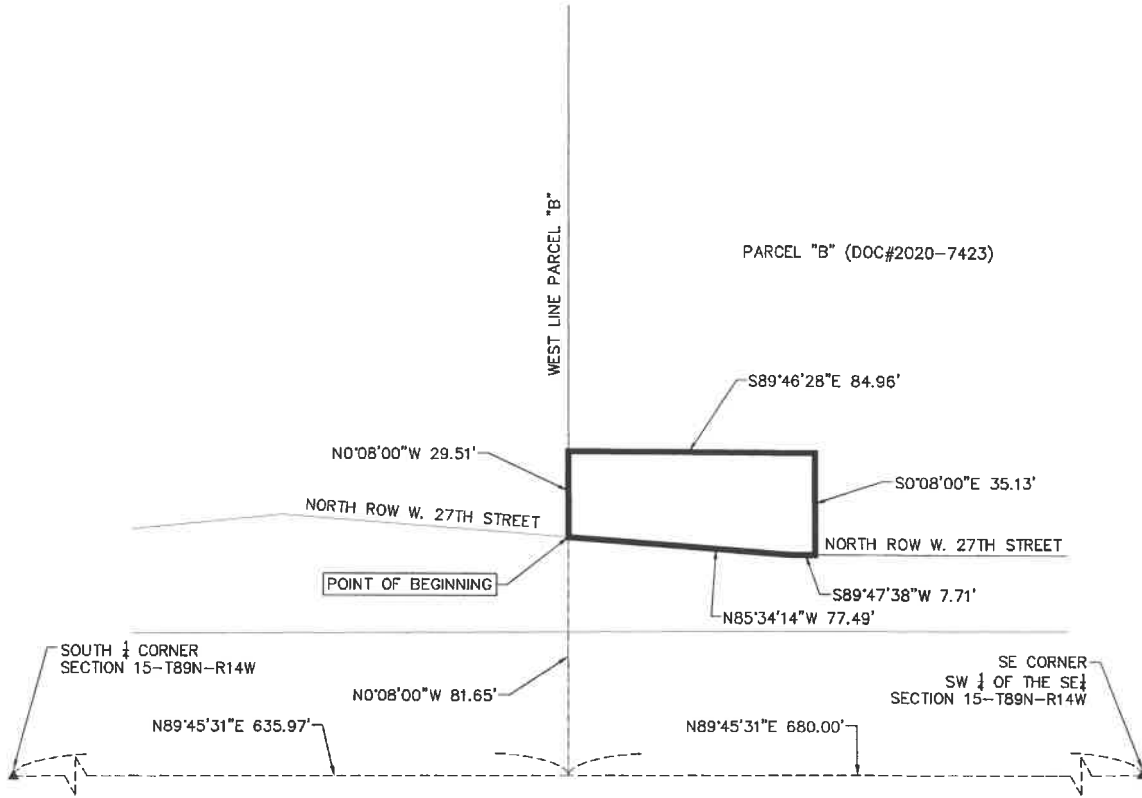 WEST LINE PARCEL "B"
PARCEL "B" (DOC#2020-7423)
S89°46'28"E 84.96'
N0°08'00"W 29.51'
S0°08'00"E 35.13'
NORTH ROW W. 27TH STREET
NORTH ROW W. 27TH STREET
POINT OF BEGINNING
S89°47'38"W 7.71'
N85°34'14"W 77.49'
SOUTH ¼ CORNER
SECTION 15-T89N-R14W
SE CORNER
SW ¼ OF THE SE¼
SECTION 15-T89N-R14W
N0°08'00"W 81.65'
N89°45'31"E 635.97'
N89°45'31"E 680.00'